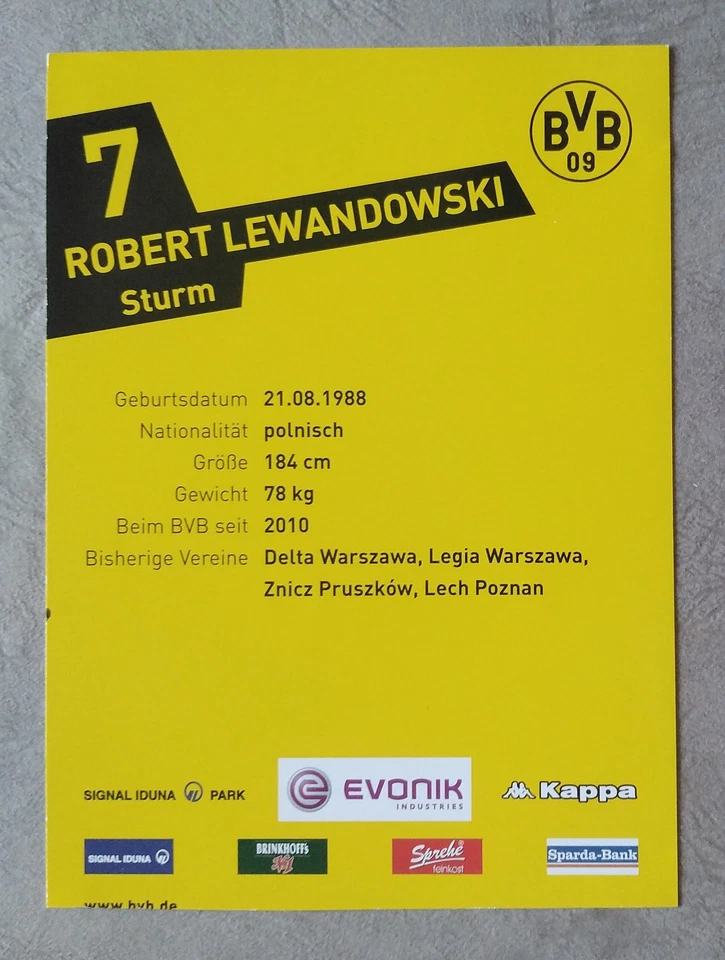 7
BVB
09
ROBERT LEWANDOWSKI
Sturm
Geburtsdatum 21.08.1988
Nationalität polnisch
Größe 184 cm
Gewicht 78 kg
Beim BVB seit 2010
Bisherige Vereine Delta Warszawa, Legia Warszawa,
Znicz Pruszków, Lech Poznan
SIGNAL IDUNA PARK
EVONIK
INDUSTRIES
Kappa
SIGNAL IDUNA
BRINKHOFF'S
№1
Sprehe®
feinkost
Sparda-Bank
www.bvb.de